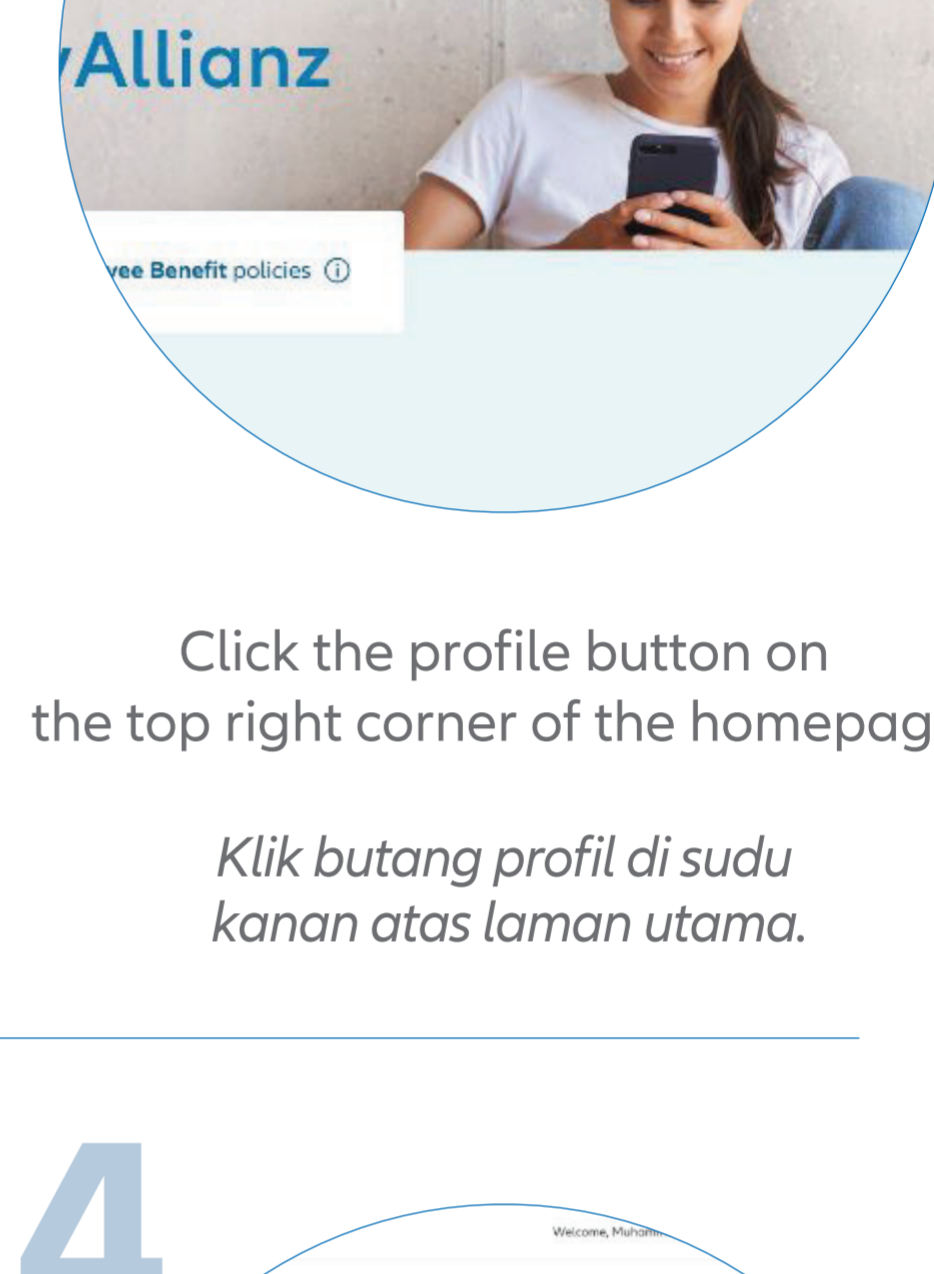 Allianz
Benefit policies
Click the profile button on
the top right corner of the homepag
Klik butang profil di sudu
kanan atas laman utama.
4
Welcome,